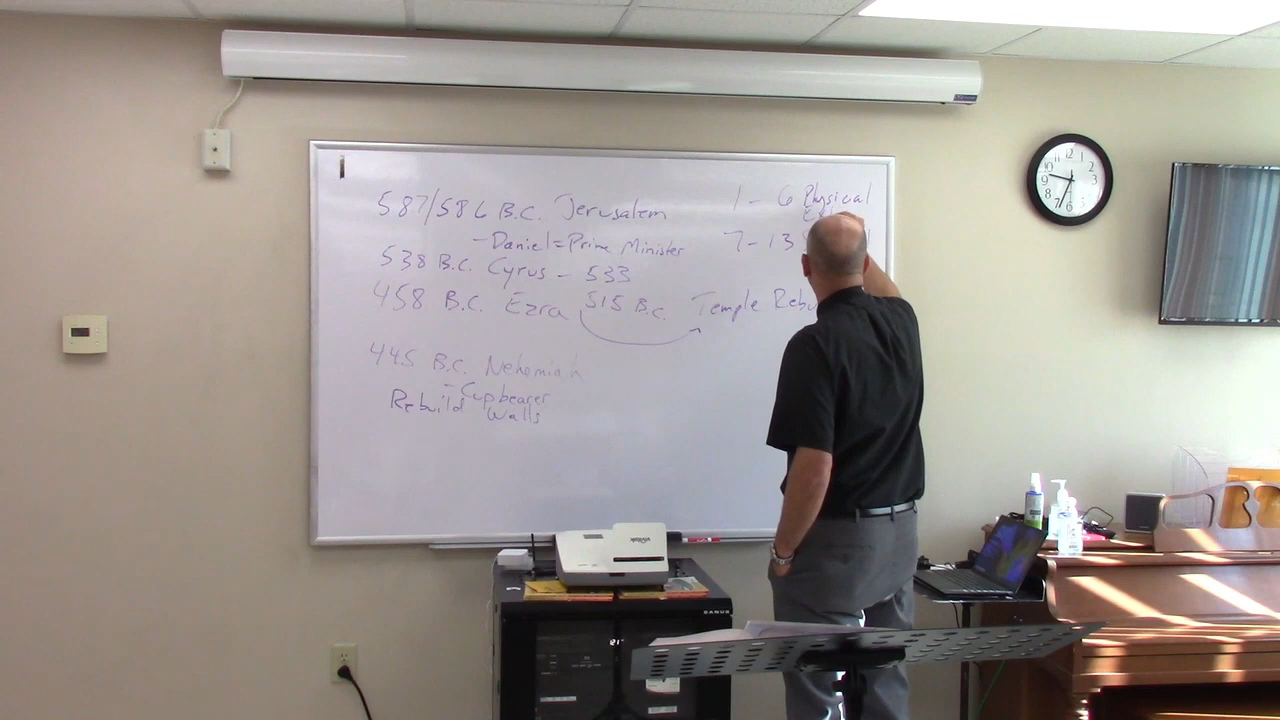 587/586 B.C. Jerusalem
-Daniel=Prime Minister
538 B.C. Cyrus - 533
458 B.C. Ezra 515 B.C. Temple
445 B.C. Nehemiah
-Cupbearer
Rebuild Walls
1 - 6 Physical
7-13
12